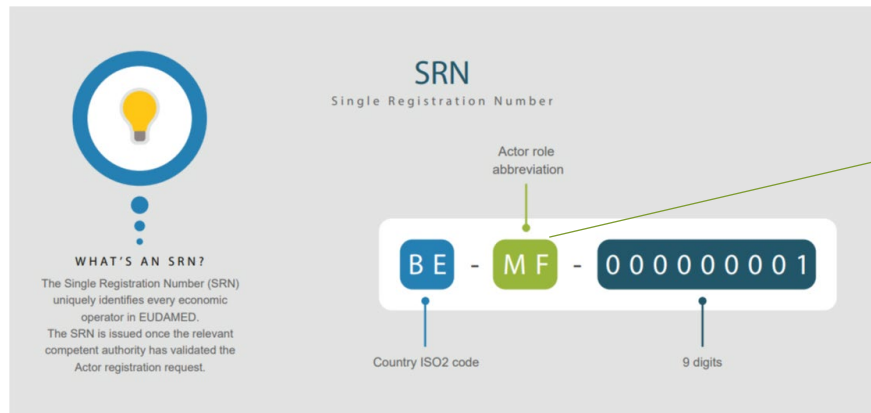 SRN
Single Registration Number
Actor role
abbreviation
BE - MF - 000000001
Country ISO2 code
9 digits
WHAT'S AN SRN?
The Single Registration Number (SRN)
uniquely identifies every economic
operator in EUDAMED.
The SRN is issued once the relevant
competent authority has validated the
Actor registration request.